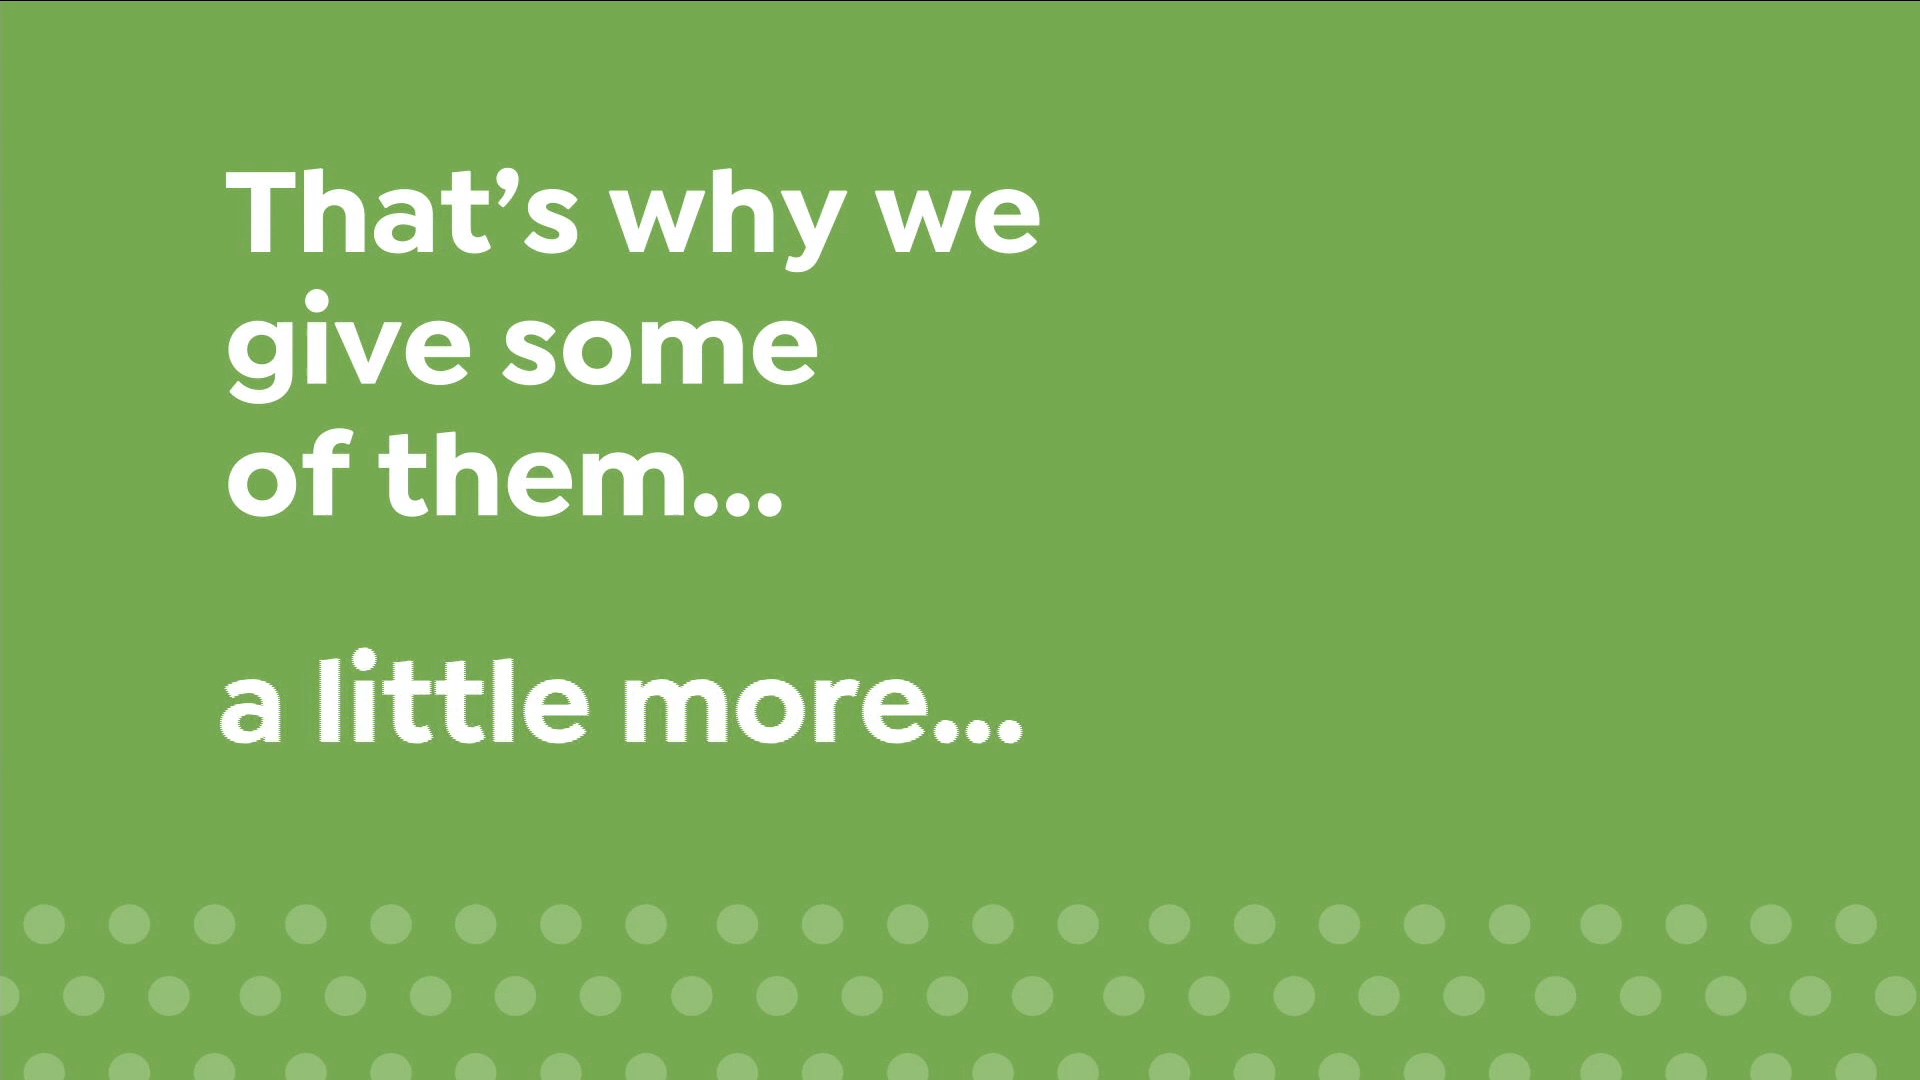 That’s why we
give some
of them...
a little more...